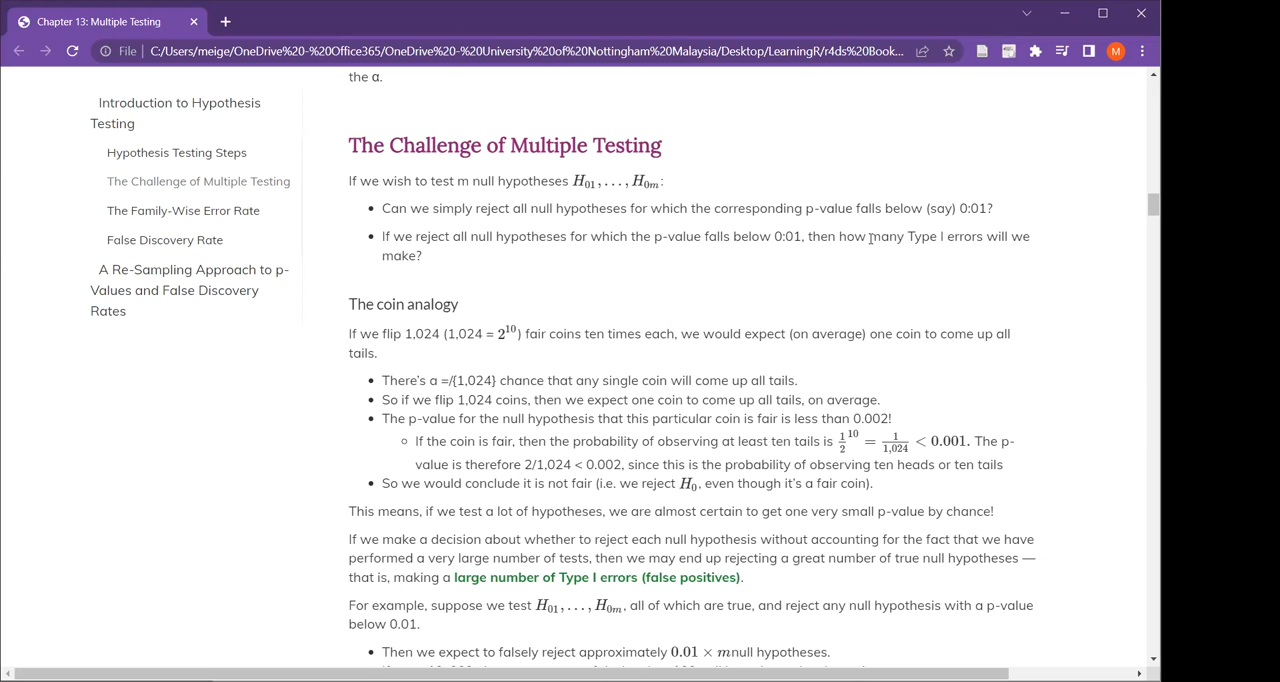 Chapter 13: Multiple Testing
File
C:/Users/meige/OneDrive%20-%20Office365/OneDrive%20-%20University%20of%20Nottingham%20Malaysia/Desktop/LearningR/r4ds%20Book...
M
the α.
Introduction to Hypothesis
Testing
Hypothesis Testing Steps
The Challenge of Multiple Testing
The Family-Wise Error Rate
False Discovery Rate
A Re-Sampling Approach to p-
Values and False Discovery
Rates
The Challenge of Multiple Testing
If we wish to test m null hypotheses H₀₁, . . . , H₀ₘ:
• Can we simply reject all null hypotheses for which the corresponding p-value falls below (say) 0:01?
• If we reject all null hypotheses for which the p-value falls below 0:01, then how many Type I errors will we
make?
The coin analogy
If we flip 1,024 (1,024 = 2¹⁰) fair coins ten times each, we would expect (on average) one coin to come up all
tails.
• There's a =/{1,024} chance that any single coin will come up all tails.
• So if we flip 1,024 coins, then we expect one coin to come up all tails, on average.
• The p-value for the null hypothesis that this particular coin is fair is less than 0.002!
◦ If the coin is fair, then the probability of observing at least ten tails is 1/2¹⁰ = 1/1,024 < 0.001. The p-
value is therefore 2/1,024 < 0.002, since this is the probability of observing ten heads or ten tails
• So we would conclude it is not fair (i.e. we reject H₀, even though it's a fair coin).
This means, if we test a lot of hypotheses, we are almost certain to get one very small p-value by chance!
If we make a decision about whether to reject each null hypothesis without accounting for the fact that we have
performed a very large number of tests, then we may end up rejecting a great number of true null hypotheses —
that is, making a large number of Type I errors (false positives).
For example, suppose we test H₀₁, . . . , H₀ₘ, all of which are true, and reject any null hypothesis with a p-value
below 0.01.
• Then we expect to falsely reject approximately 0.01 × mnull hypotheses.